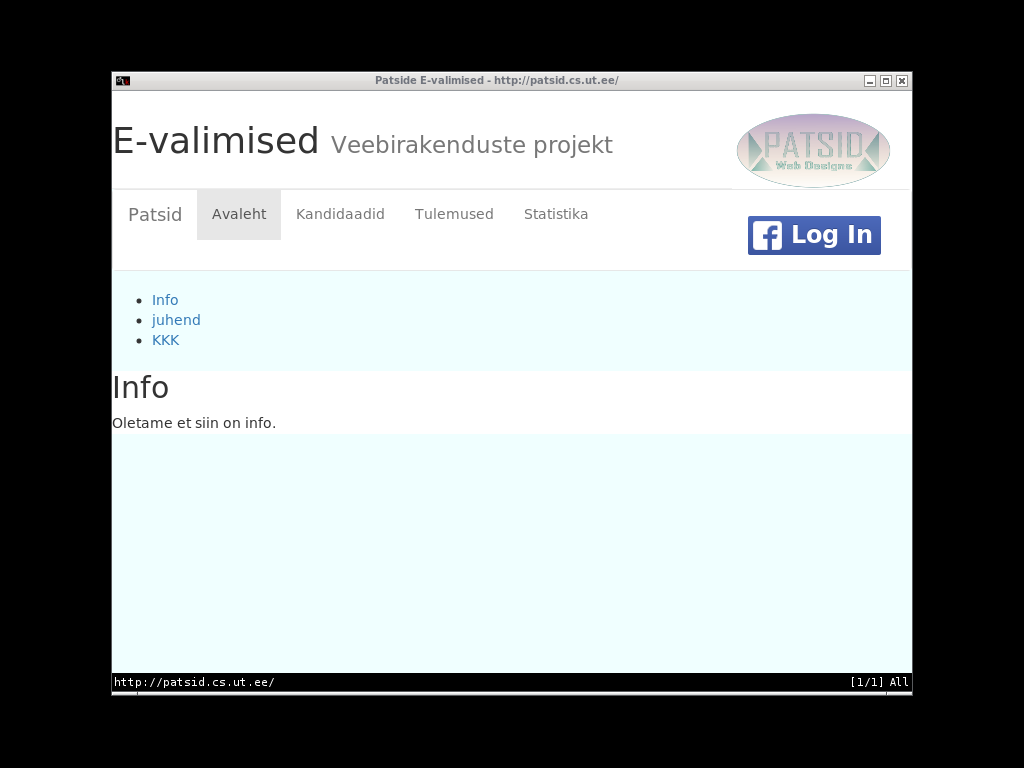 Patside E-valimised - http://patsid.cs.ut.ee/
E-valimised Veebirakenduste projekt
PATSID
Web Designs
Patsid Avaleht Kandidaadid Tulemused Statistika
Log In
Info
juhend
KKK
Info
Oletame et siin on info.
http://patsid.cs.ut.ee/ [1/1] All